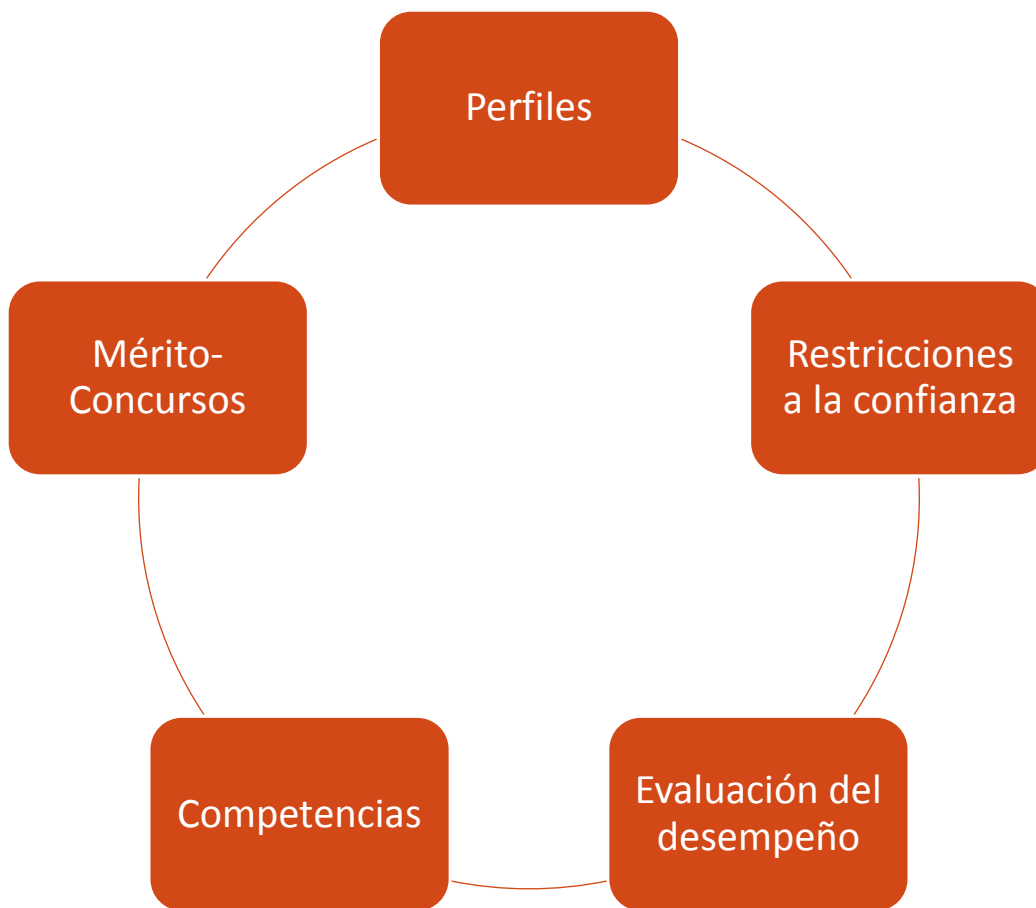 Perfiles
Mérito-
Concursos
Restricciones
a la confianza
Competencias
Evaluación del
desempeño